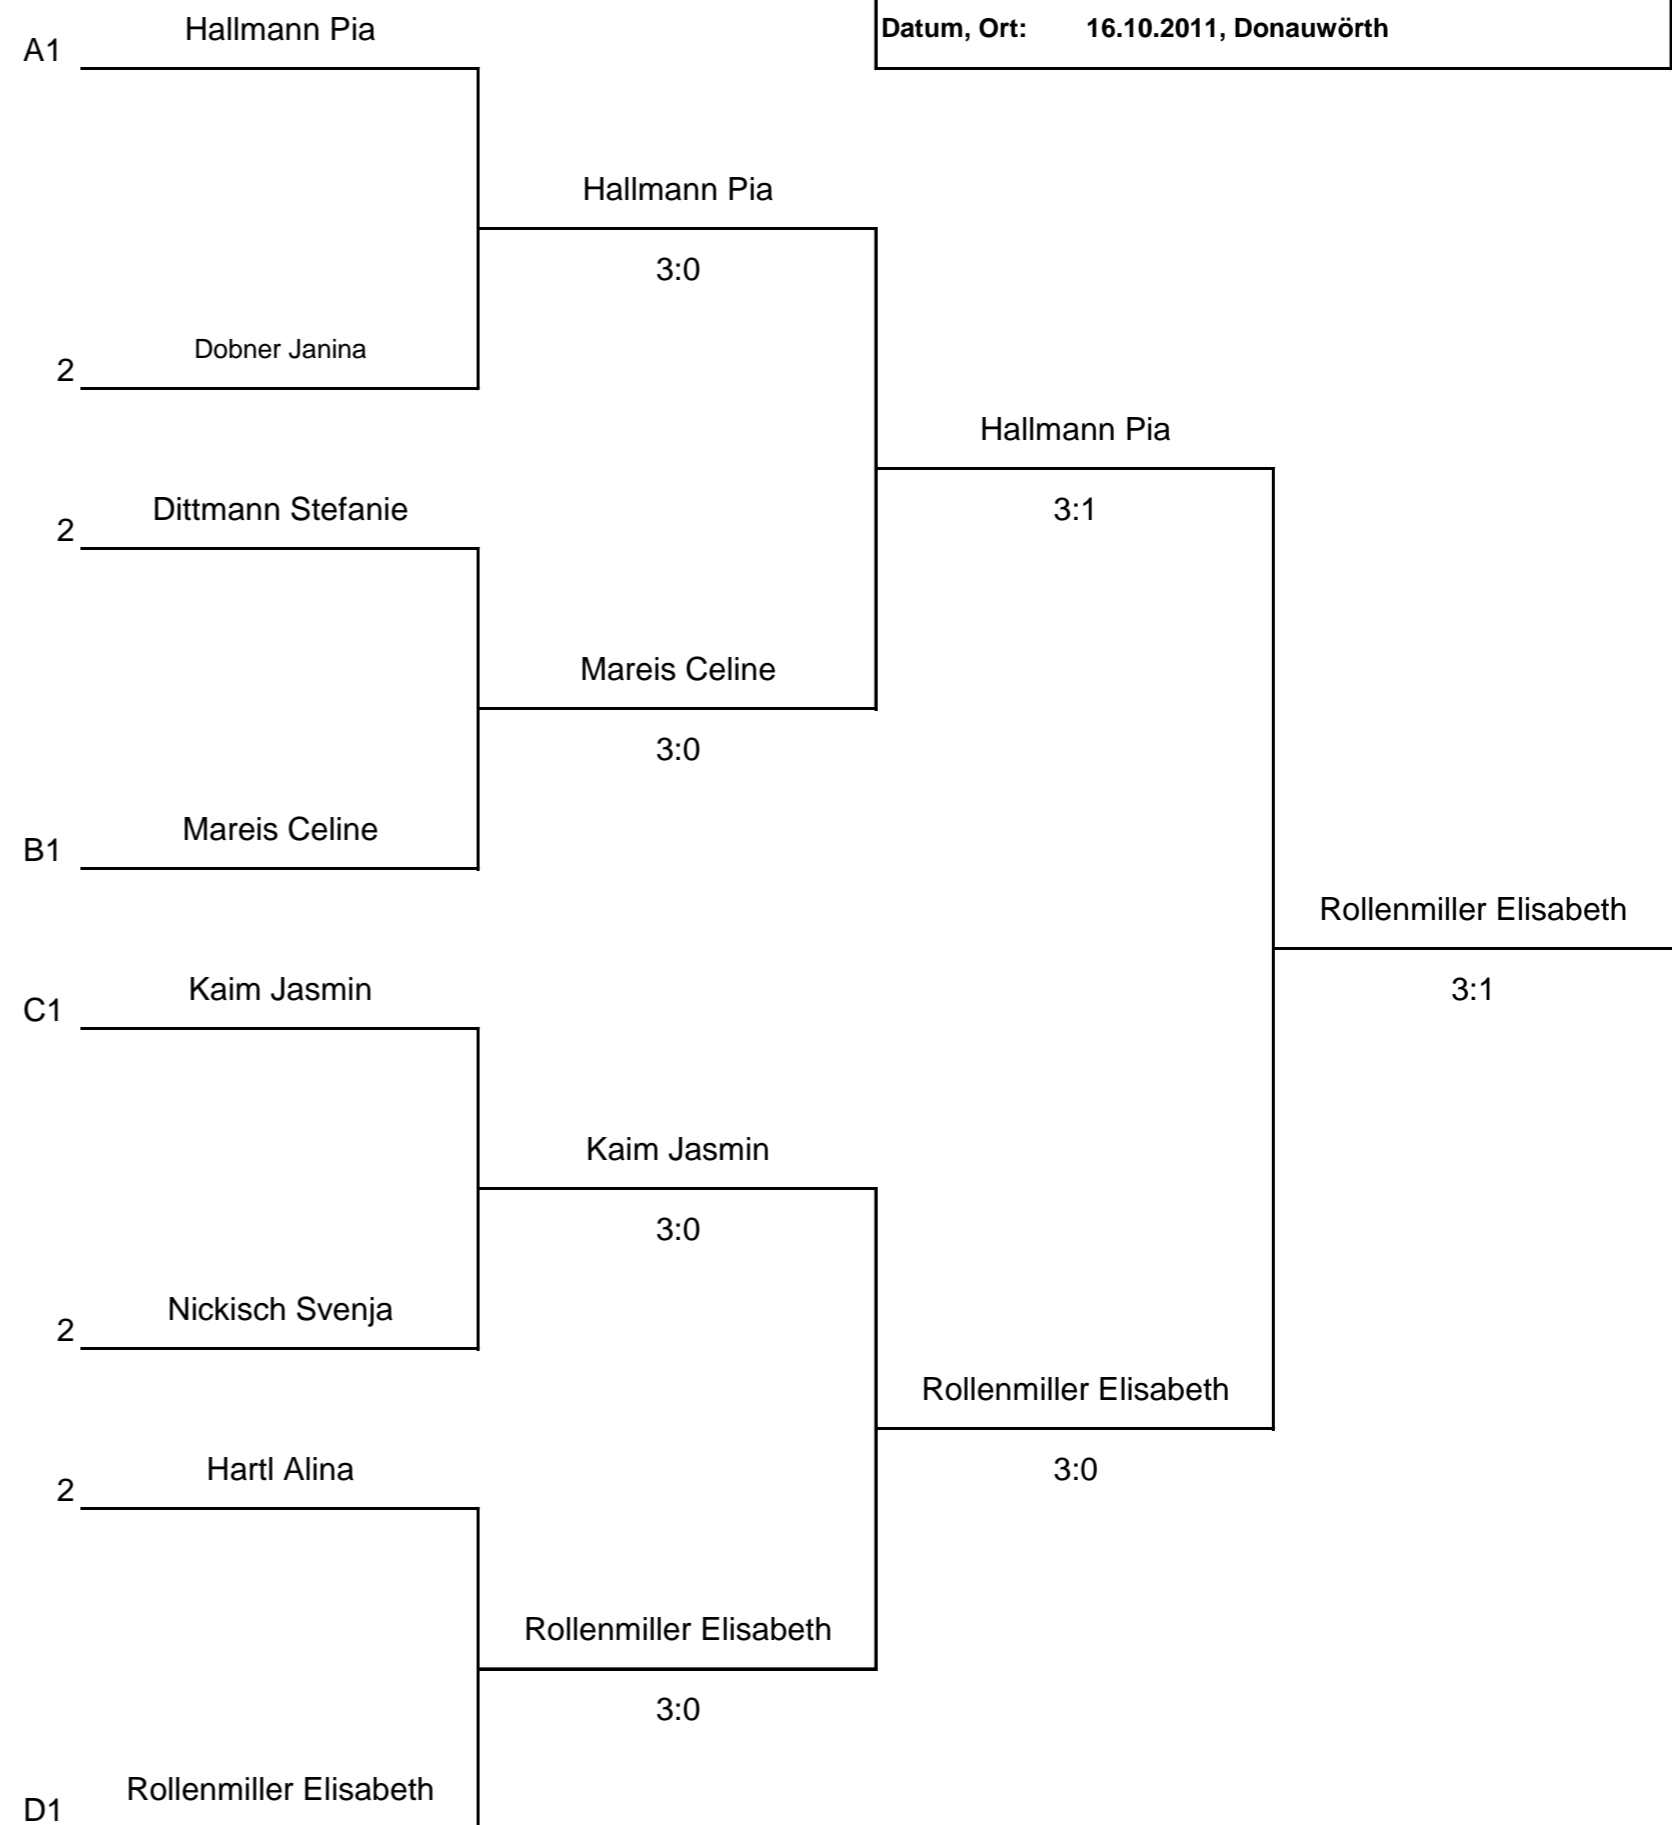 Hallmann Pia
A1
Datum, Ort: 16.10.2011, Donauwörth
Hallmann Pia
3:0
Dobner Janina
2
Hallmann Pia
3:1
Dittmann Stefanie
2
Mareis Celine
3:0
Mareis Celine
B1
Rollenmiller Elisabeth
3:1
Kaim Jasmin
C1
Kaim Jasmin
3:0
Nickisch Svenja
2
Rollenmiller Elisabeth
3:0
Hartl Alina
2
Rollenmiller Elisabeth
3:0
Rollenmiller Elisabeth
D1